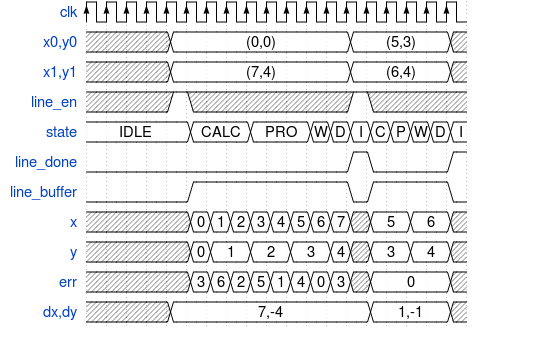 clk
x0,y0 (0,0) (5,3)
x1,y1 (7,4) (6,4)
line_en
state IDLE CALC PRO W D I C P W D I
line_done
line_buffer
x 0 1 2 3 4 5 6 7 5 6
y 0 1 2 3 4 3 4
err 3 6 2 5 1 4 0 3 0
dx,dy 7,-4 1,-1